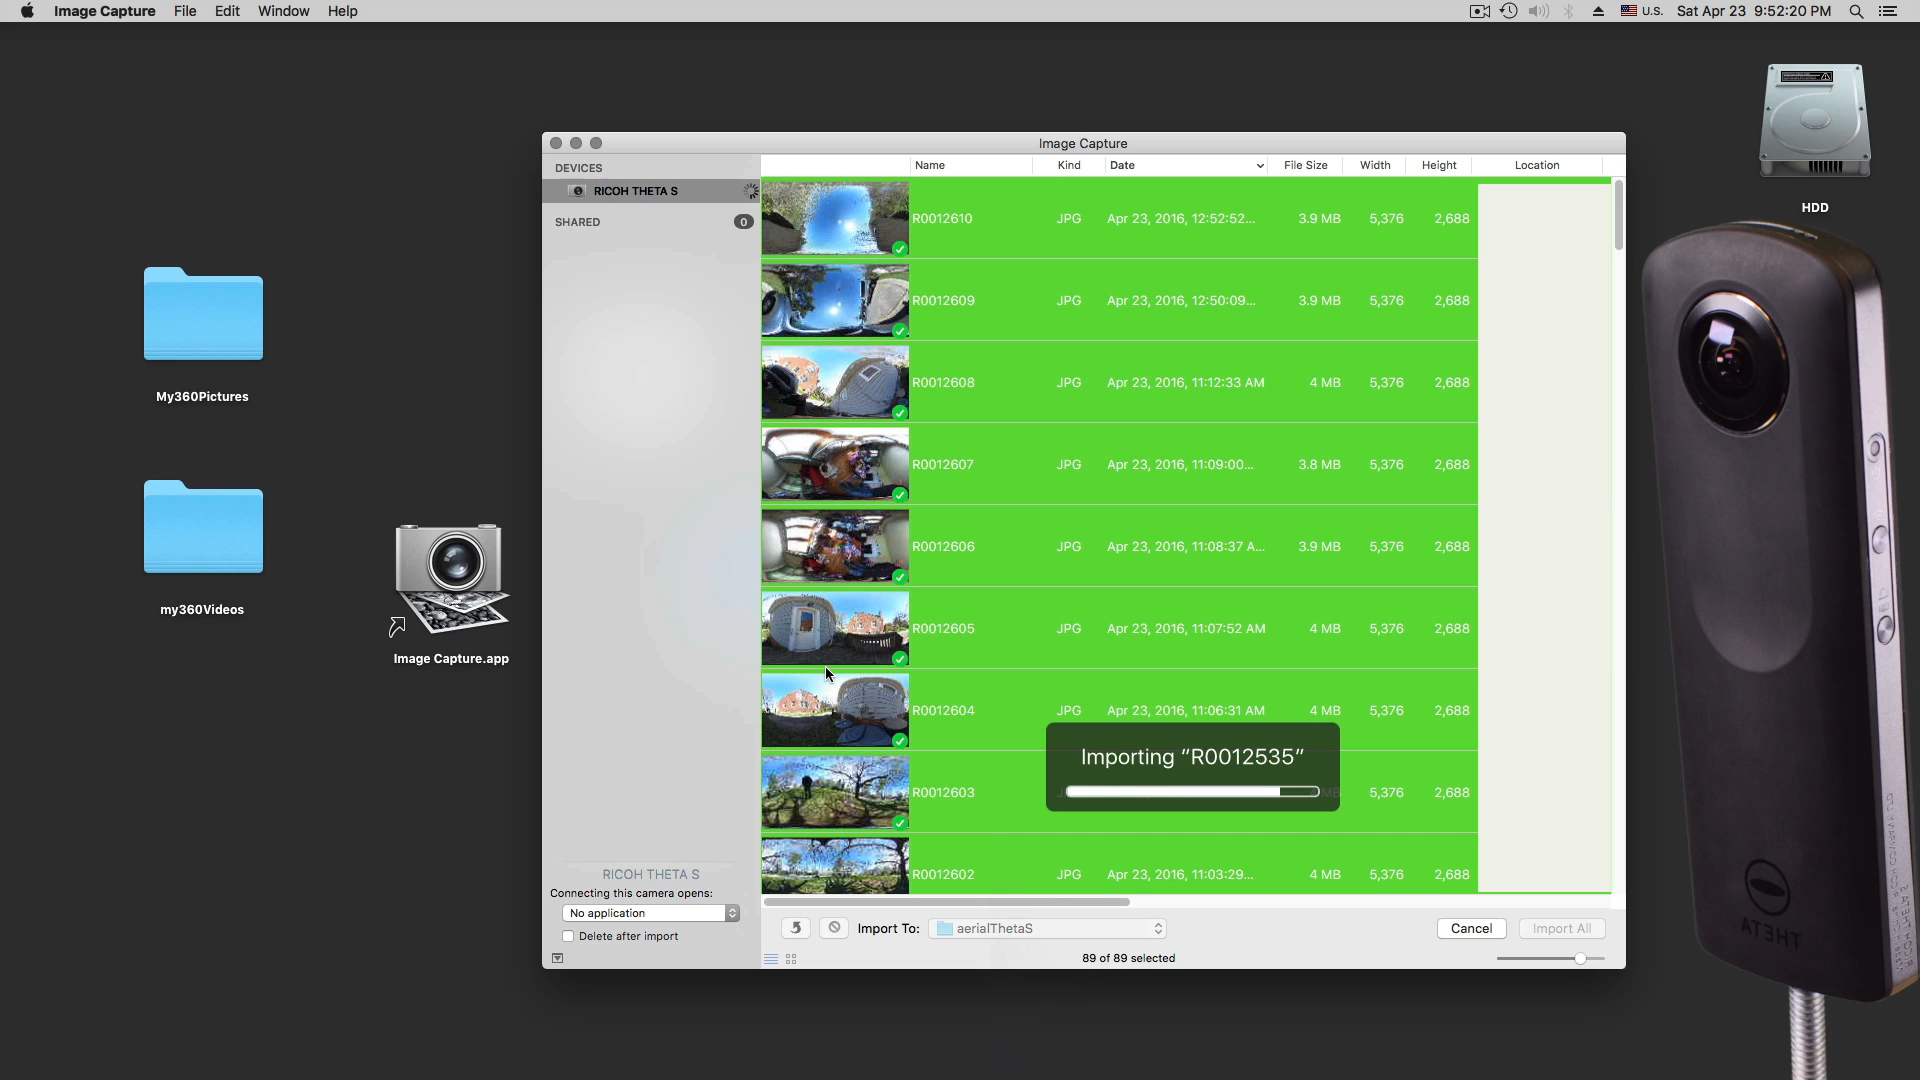 Image Capture File Edit Window Help
U.S. Sat Apr 23 9:52:20 PM
HDD
My360Pictures
my360Videos
Image Capture.app
Image Capture
DEVICES
RICOH THETA S
SHARED 0
Name Kind Date File Size Width Height Location
R0012610 JPG Apr 23, 2016, 12:52:52... 3.9 MB 5,376 2,688
R0012609 JPG Apr 23, 2016, 12:50:09... 3.9 MB 5,376 2,688
R0012608 JPG Apr 23, 2016, 11:12:33 AM 4 MB 5,376 2,688
R0012607 JPG Apr 23, 2016, 11:09:00... 3.8 MB 5,376 2,688
R0012606 JPG Apr 23, 2016, 11:08:37 A... 3.9 MB 5,376 2,688
R0012605 JPG Apr 23, 2016, 11:07:52 AM 4 MB 5,376 2,688
R0012604 JPG Apr 23, 2016, 11:06:31 AM 4 MB 5,376 2,688
Importing “R0012535”
R0012603 MB 5,376 2,688
R0012602 JPG Apr 23, 2016, 11:03:29... 4 MB 5,376 2,688
RICOH THETA S
Connecting this camera opens:
No application
Delete after import
Import To: aerialThetaS Cancel Import All
89 of 89 selected
THETA